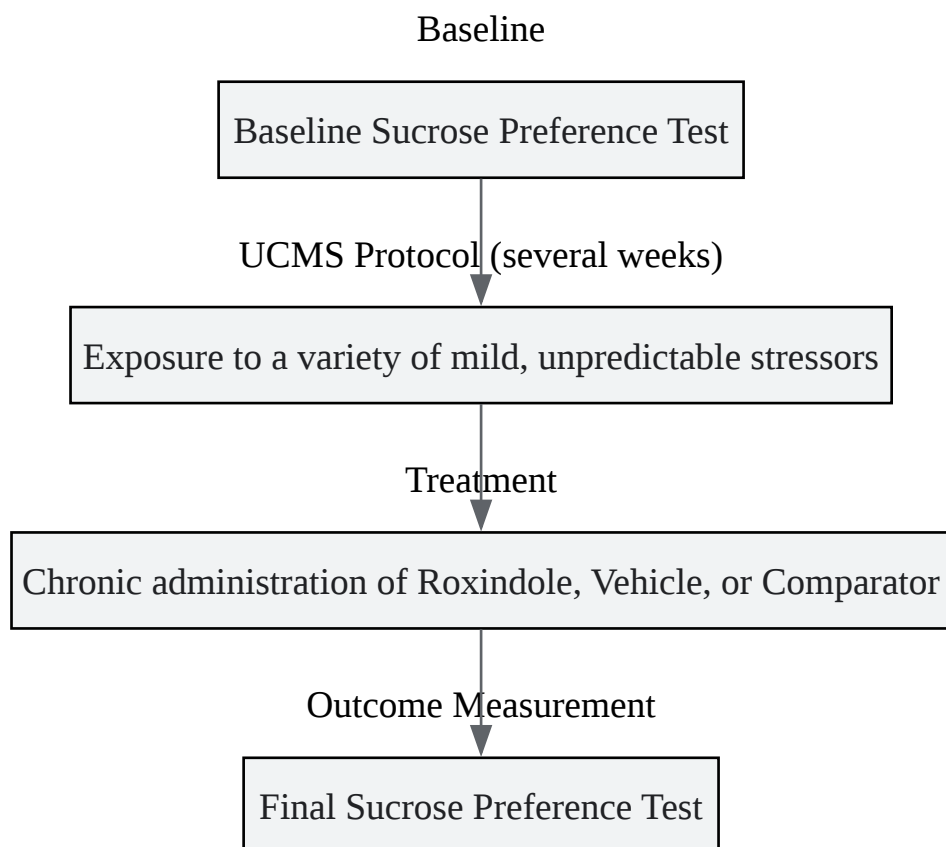 Baseline
Baseline Sucrose Preference Test
UCMS Protocol (several weeks)
Exposure to a variety of mild, unpredictable stressors
Treatment
Chronic administration of Roxindole, Vehicle, or Comparator
Outcome Measurement
Final Sucrose Preference Test